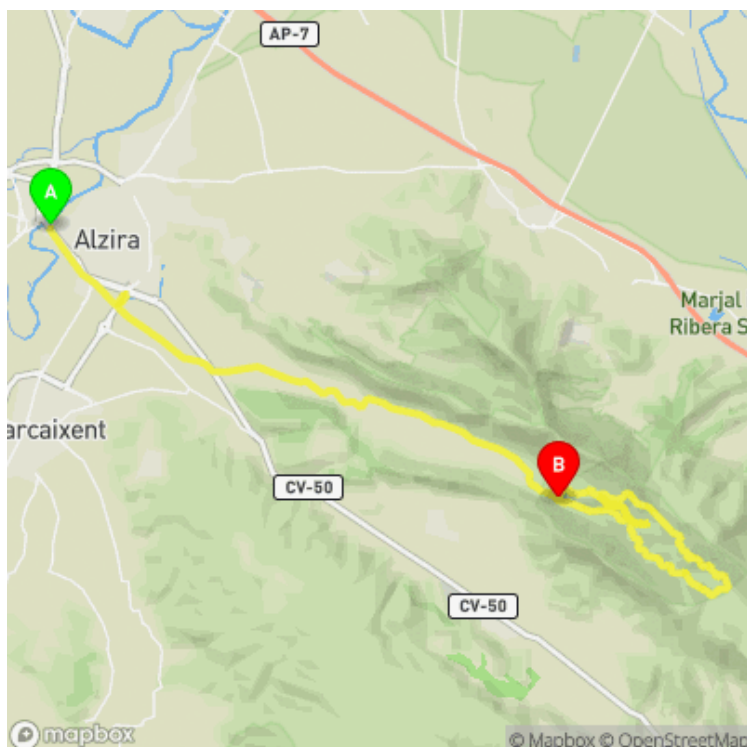 AP-7
A
Alzira
Marjal
Ribera S
arcaixent
B
CV-50
CV-50
mapbox
© Mapbox © OpenStreetMap